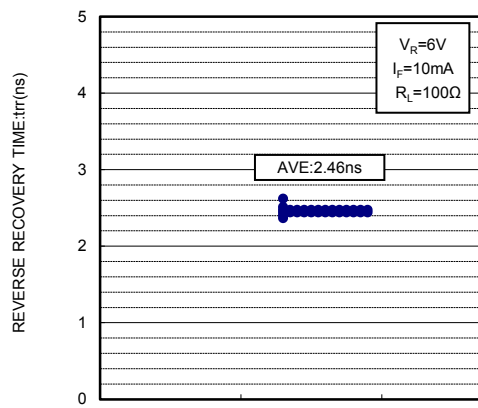 REVERSE RECOVERY TIME:trr(ns)
5
4
3
2
1
0
V_R=6V
I_F=10mA
R_L=100Ω
AVE:2.46ns